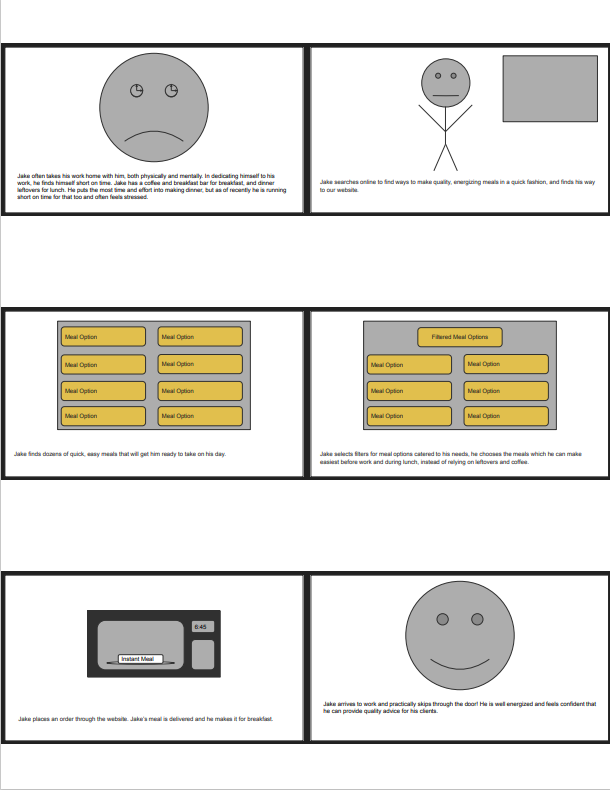 Jake often takes his work home with him, both physically and mentally. In dedicating himself to his
work, he finds himself short on time. Jake has a coffee and breakfast bar for breakfast, and dinner
leftovers for lunch. He puts the most time and effort into making dinner, but as of recently he is running
short on time for that too and often feels stressed.
Jake searches online to find ways to make quality, energizing meals in a quick fashion, and finds his way
to our website.
Meal Option
Meal Option
Meal Option
Meal Option
Meal Option
Meal Option
Meal Option
Meal Option
Jake finds dozens of quick, easy meals that will get him ready to take on his day.
Filtered Meal Options
Meal Option
Meal Option
Meal Option
Meal Option
Meal Option
Meal Option
Jake selects filters for meal options catered to his needs, he chooses the meals which he can make
easiest before work and during lunch, instead of relying on leftovers and coffee.
6:45
Instant Meal
Jake places an order through the website. Jake's meal is delivered and he makes it for breakfast.
Jake arrives to work and practically skips through the door! He is well energized and feels confident that
he can provide quality advice for his clients.